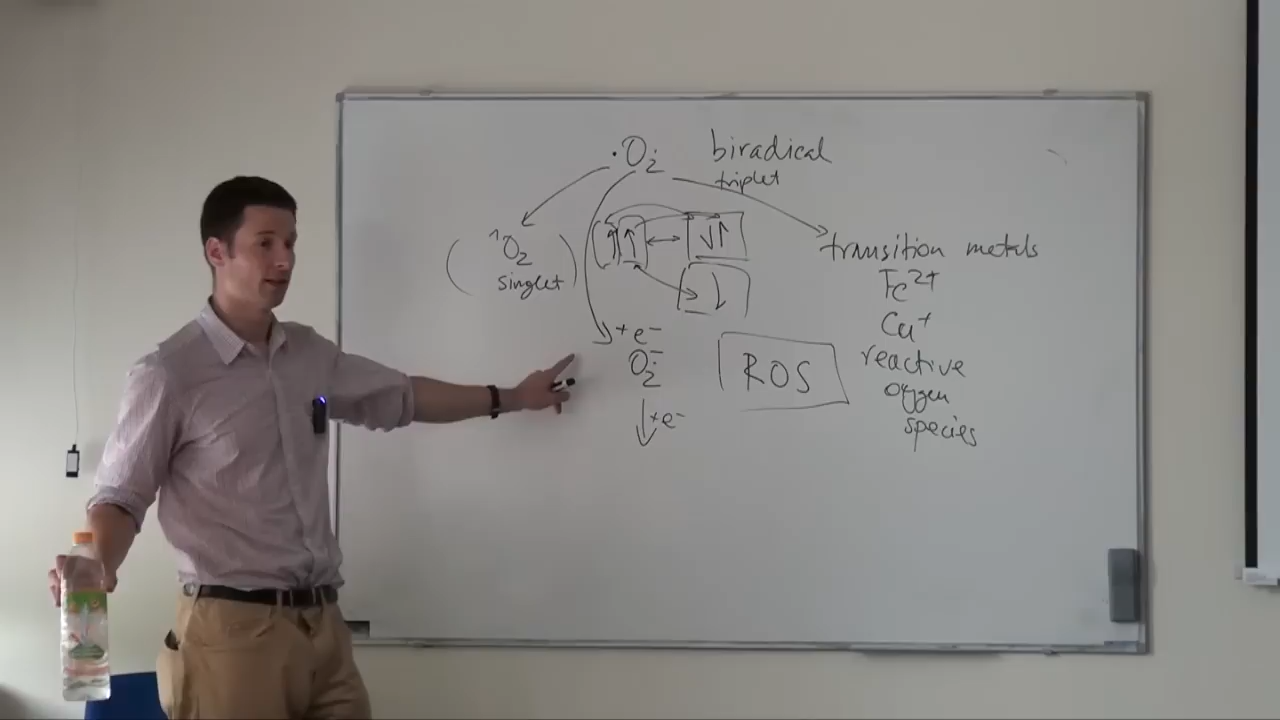 ·O₂· biradical
triplet
¹O₂
singlet
transition metals
Fe²⁺
Cu⁺
+e⁻
O₂·⁻
ROS
reactive
oxygen
species
+e⁻